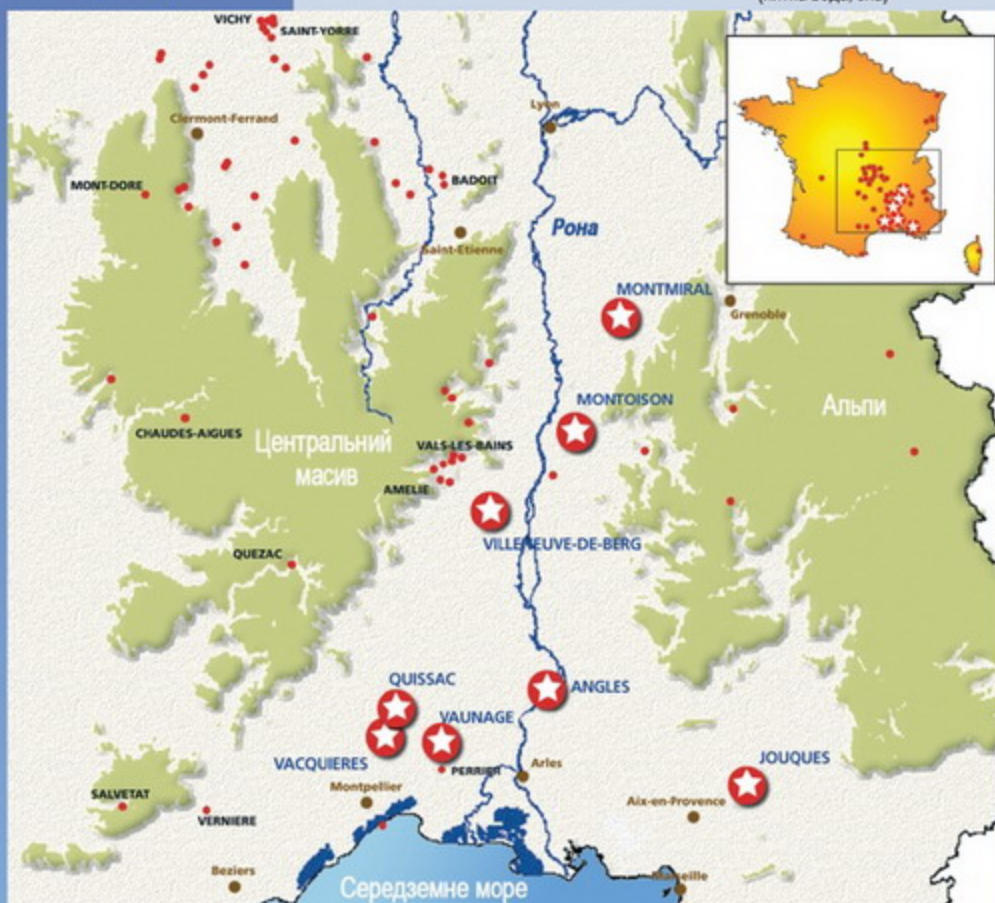 VICHY
SAINT-YORRE
Clermont-Ferrand
Lyon
MONT-DORE
BADOIT
Saint-Etienne
Рона
MONTMIRAL
Grenoble
MONTOISON
Альпи
CHAUDES-AIGUES
Центральний
масив
VALS-LES-BAINS
AMELIE
VILLENEUVE-DE-BERG
QUEZAC
QUISSAC
ANGLES
VAUNAGE
VACQUIERES
PERRIER
Arles
JOUQUES
Montpellier
Aix-en-Provence
SALVETAT
VERNIERE
Beziers
Marseille
Середземне море